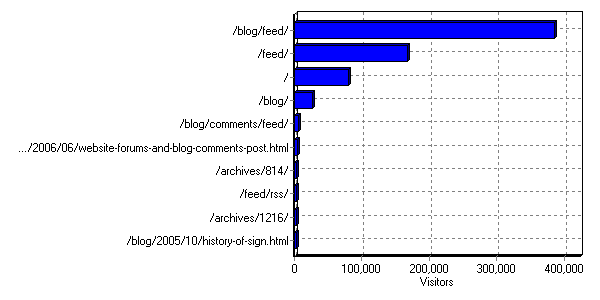 /blog/feed/
/feed/
/
/blog/
/blog/comments/feed/
.../2006/06/website-forums-and-blog-comments-post.html
/archives/814/
/feed/rss/
/archives/1216/
/blog/2005/10/history-of-sign.html
0 100,000 200,000 300,000 400,000
Visitors